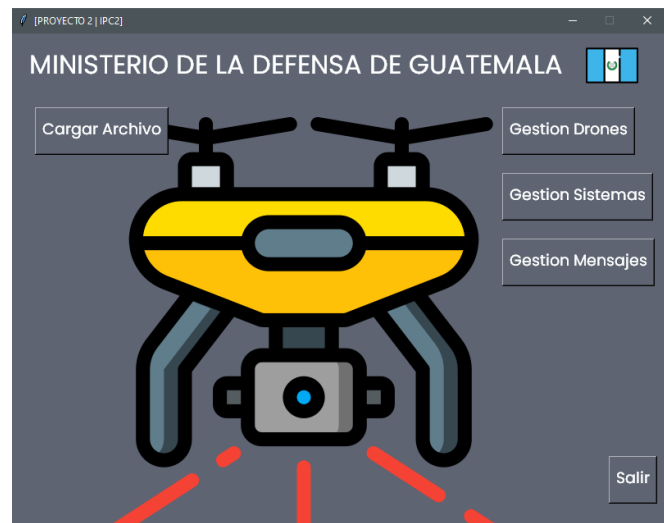 [PROYECTO 2 | IPC2]
MINISTERIO DE LA DEFENSA DE GUATEMALA
Cargar Archivo
Gestion Drones
Gestion Sistemas
Gestion Mensajes
Salir